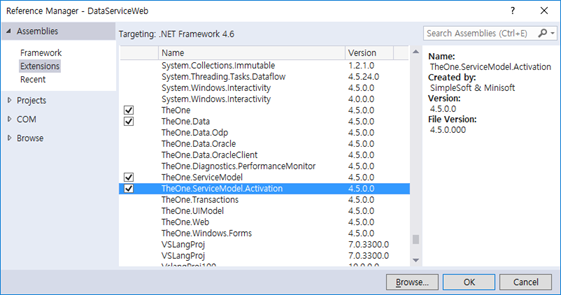 Reference Manager - DataServiceWeb
Assemblies
Framework
Extensions
Recent
Projects
COM
Browse
Targeting: .NET Framework 4.6
Name Version
System.Collections.Immutable 1.2.1.0
System.Threading.Tasks.Dataflow 4.5.24.0
System.Windows.Interactivity 4.5.0.0
System.Windows.Interactivity 4.0.0.0
TheOne 4.5.0.0
TheOne.Data 4.5.0.0
TheOne.Data.Odp 4.5.0.0
TheOne.Data.Oracle 4.5.0.0
TheOne.Data.OracleClient 4.5.0.0
TheOne.Diagnostics.PerformanceMonitor 4.5.0.0
TheOne.ServiceModel 4.5.0.0
TheOne.ServiceModel.Activation 4.5.0.0
TheOne.Transactions 4.5.0.0
TheOne.UIModel 4.5.0.0
TheOne.Web 4.5.0.0
TheOne.Windows.Forms 4.5.0.0
VSLangProj 7.0.3300.0
VSLangProj 7.0.3300.0
VslangProj100 10.0.0.0
Search Assemblies (Ctrl+E)
Name:
TheOne.ServiceModel.Activation
Created by:
SimpleSoft & Minisoft
Version:
4.5.0.0
File Version:
4.5.0.000
Browse...
OK
Cancel